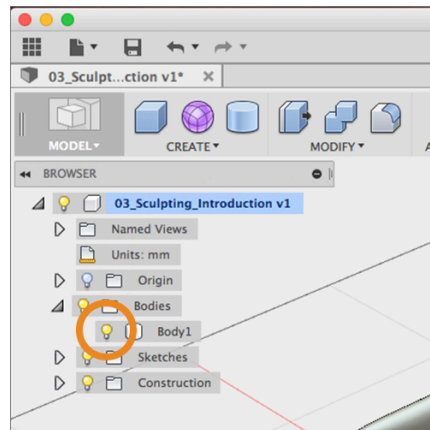 03_Sculpt...ction v1*
MODEL
CREATE
MODIFY
A
BROWSER
03_Sculpting_Introduction v1
Named Views
Units: mm
Origin
Bodies
Body1
Sketches
Construction